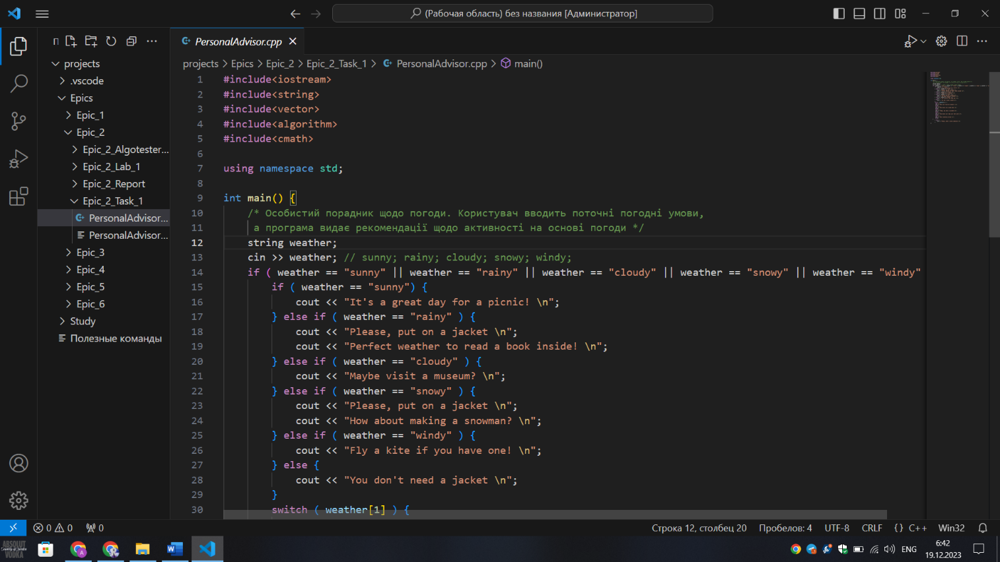 (Рабочая область) без названия [Администратор]
PersonalAdvisor.cpp
projects > Epics > Epic_2 > Epic_2_Task_1 > PersonalAdvisor.cpp > main()
projects
.vscode
Epics
Epic_1
Epic_2
Epic_2_Algotester...
Epic_2_Lab_1
Epic_2_Report
Epic_2_Task_1
PersonalAdvisor...
PersonalAdvisor...
Epic_3
Epic_4
Epic_5
Epic_6
Study
Полезные команды
1 #include<iostream>
2 #include<string>
3 #include<vector>
4 #include<algorithm>
5 #include<cmath>
6
7 using namespace std;
8
9 int main() {
10 /* Особистий порадник щодо погоди. Користувач вводить поточні погодні умови,
11 а програма видає рекомендації щодо активності на основі погоди */
12 string weather;
13 cin >> weather; // sunny; rainy; cloudy; snowy; windy;
14 if ( weather == "sunny" || weather == "rainy" || weather == "cloudy" || weather == "snowy" || weather == "windy"
15 if ( weather == "sunny") {
16 cout << "It's a great day for a picnic! \n";
17 } else if ( weather == "rainy" ) {
18 cout << "Please, put on a jacket \n";
19 cout << "Perfect weather to read a book inside! \n";
20 } else if ( weather == "cloudy" ) {
21 cout << "Maybe visit a museum? \n";
22 } else if ( weather == "snowy" ) {
23 cout << "Please, put on a jacket \n";
24 cout << "How about making a snowman? \n";
25 } else if ( weather == "windy" ) {
26 cout << "Fly a kite if you have one! \n";
27 } else {
28 cout << "You don't need a jacket \n";
29 }
30 switch ( weather[1] ) {
0 0 0
Строка 12, столбец 20 Пробелов: 4 UTF-8 CRLF {} C++ Win32
ABSOLUT
Country of Sweden
VODKA
ENG
6:42
19.12.2023